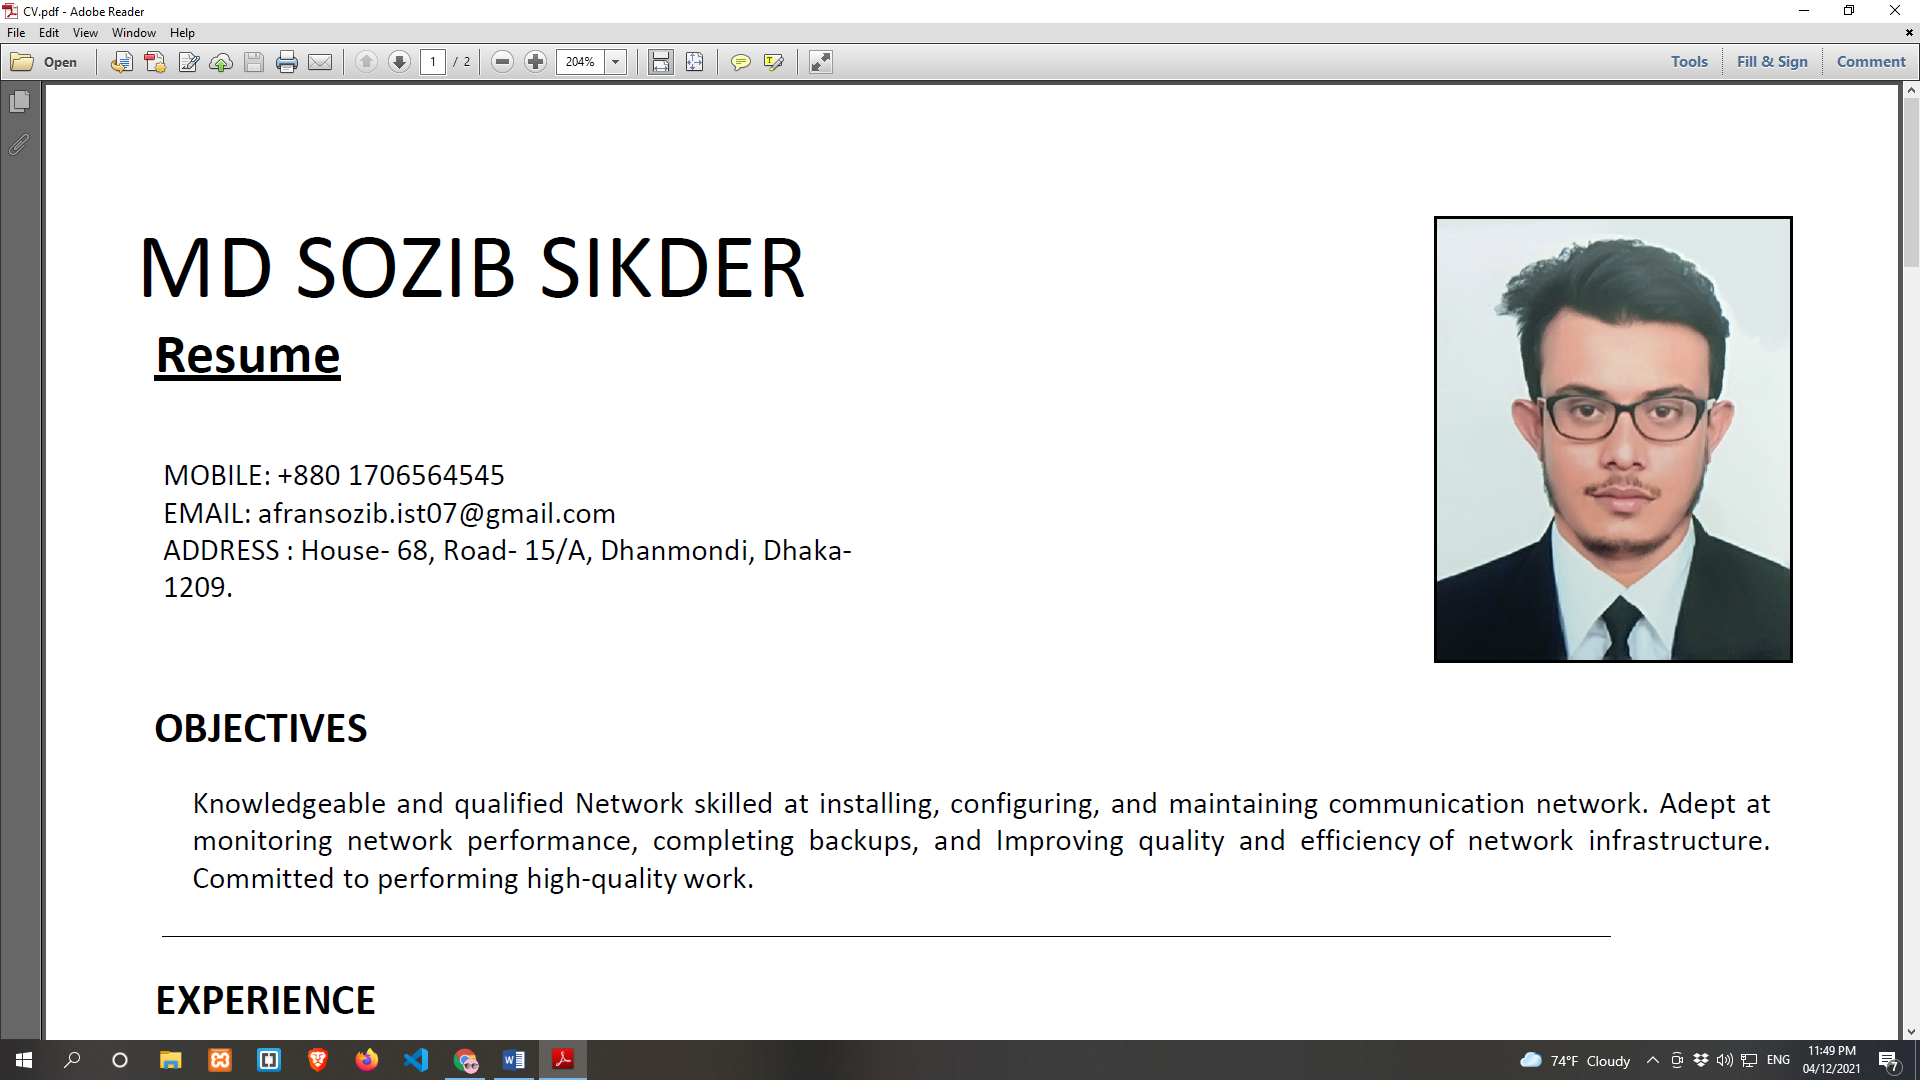 CV.pdf - Adobe Reader
File Edit View Window Help
Open 1 / 2 204% Tools Fill & Sign Comment
MD SOZIB SIKDER
Resume
MOBILE: +880 1706564545
EMAIL: afransozib.ist07@gmail.com
ADDRESS : House- 68, Road- 15/A, Dhanmondi, Dhaka-
1209.
OBJECTIVES
Knowledgeable and qualified Network skilled at installing, configuring, and maintaining communication network. Adept at
monitoring network performance, completing backups, and Improving quality and efficiency of network infrastructure.
Committed to performing high-quality work.
EXPERIENCE
74°F Cloudy ENG 11:49 PM
04/12/2021 7